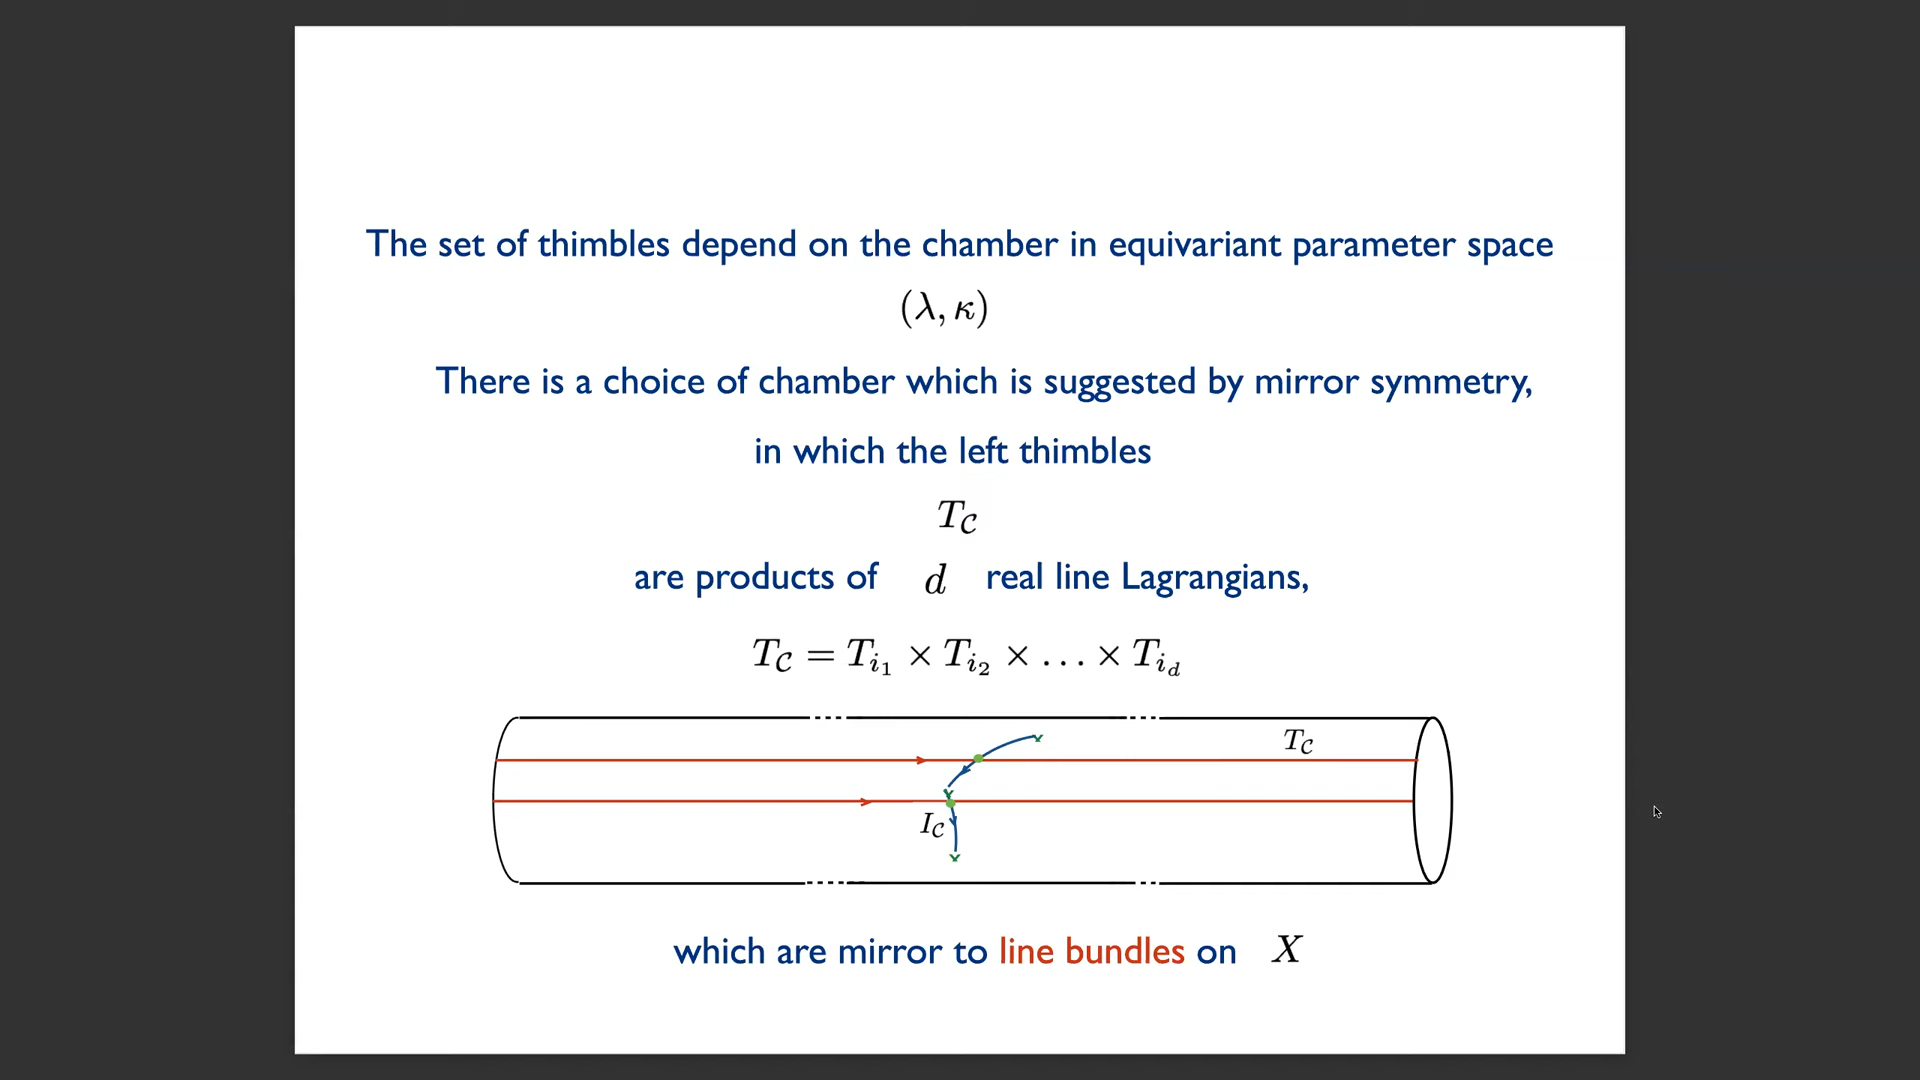 The set of thimbles depend on the chamber in equivariant parameter space
(λ, κ)
There is a choice of chamber which is suggested by mirror symmetry,
in which the left thimbles
T_𝒞
are products of d real line Lagrangians,
T_𝒞 = T_{i_1} × T_{i_2} × … × T_{i_d}
T_𝒞
I_𝒞
which are mirror to line bundles on X